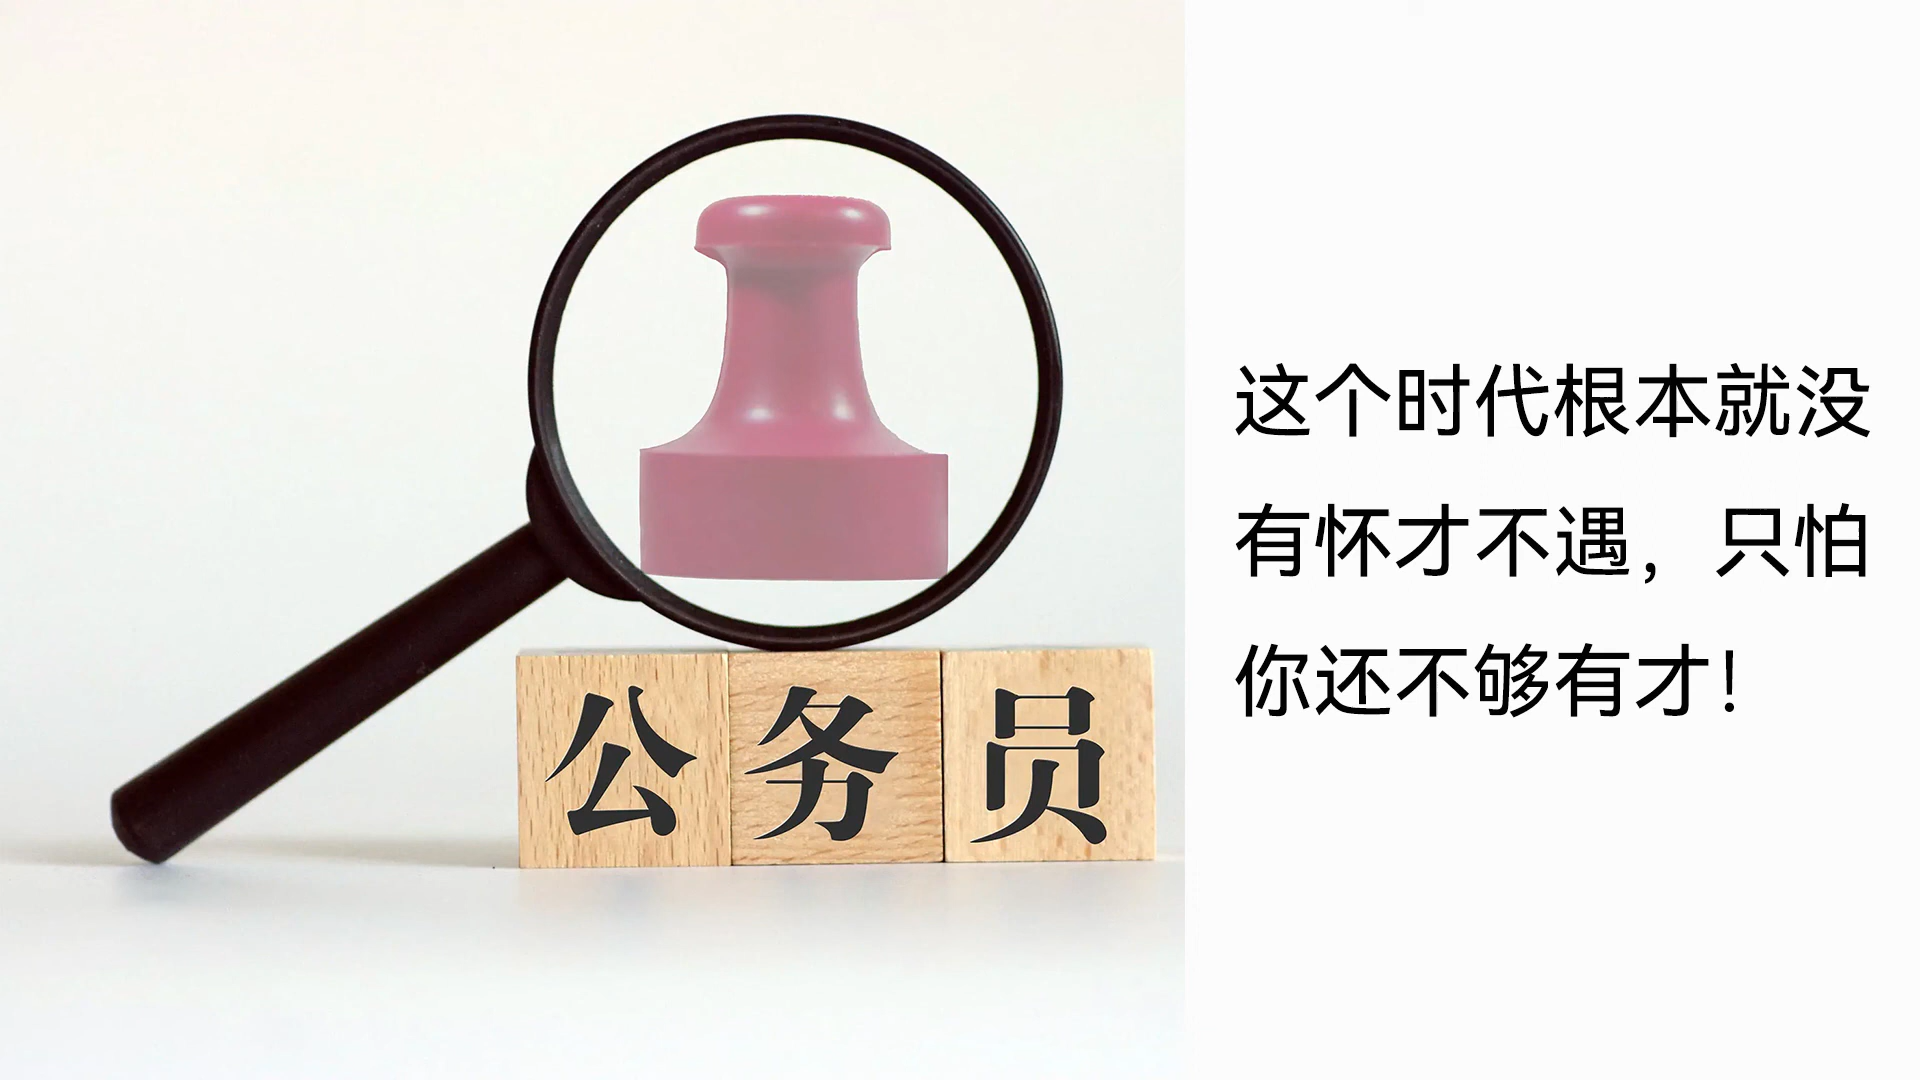 公务员
这个时代根本就没
有怀才不遇，只怕
你还不够有才！